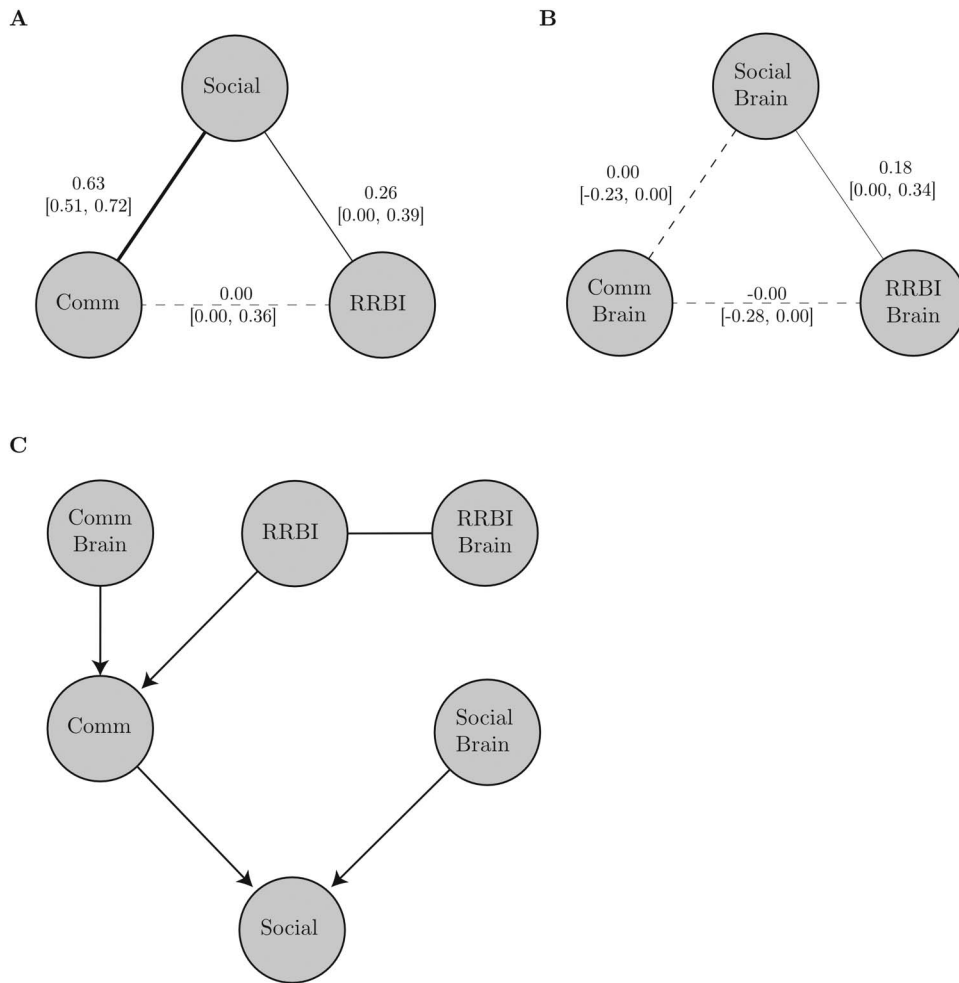 A
B
Social
Social
Brain
0.63
[0.51, 0.72]
0.26
[0.00, 0.39]
0.00
[-0.23, 0.00]
0.18
[0.00, 0.34]
Comm
0.00
[0.00, 0.36]
RRBI
Comm
Brain
-0.00
[-0.28, 0.00]
RRBI
Brain
C
Comm
Brain
RRBI
RRBI
Brain
Comm
Social
Brain
Social